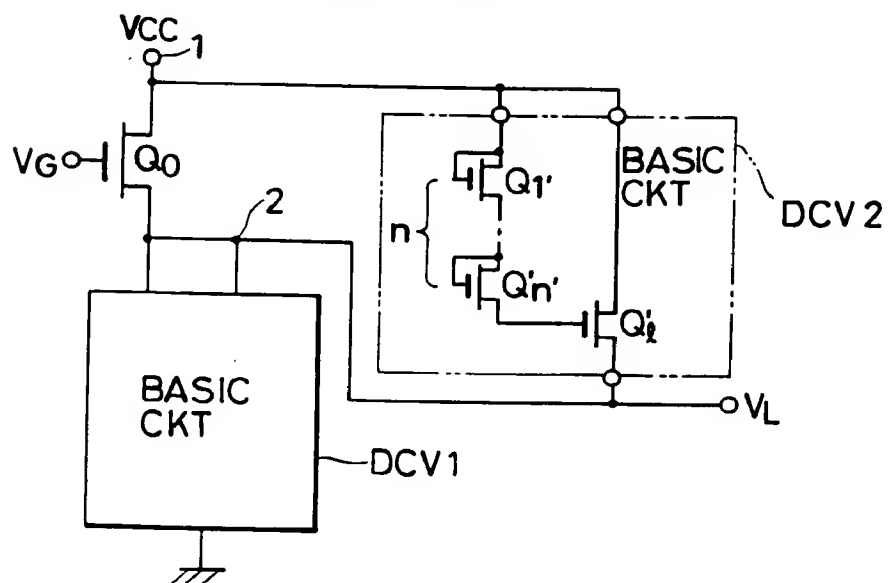 VCC 1
VG
Q0
2
n
Q1'
Q'n'
BASIC
CKT
DCV2
Q'ℓ
BASIC
CKT
DCV1
VL